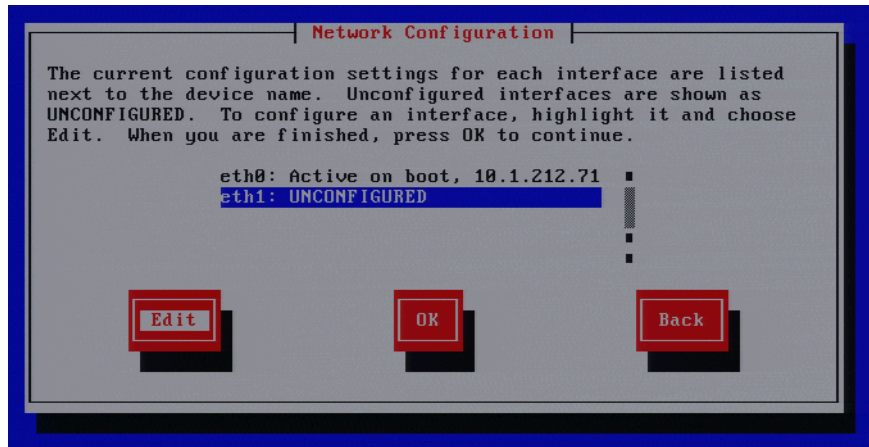 Network Configuration
The current configuration settings for each interface are listed
next to the device name.  Unconfigured interfaces are shown as
UNCONFIGURED.  To configure an interface, highlight it and choose
Edit.  When you are finished, press OK to continue.
eth0: Active on boot, 10.1.212.71
eth1: UNCONFIGURED
Edit OK Back